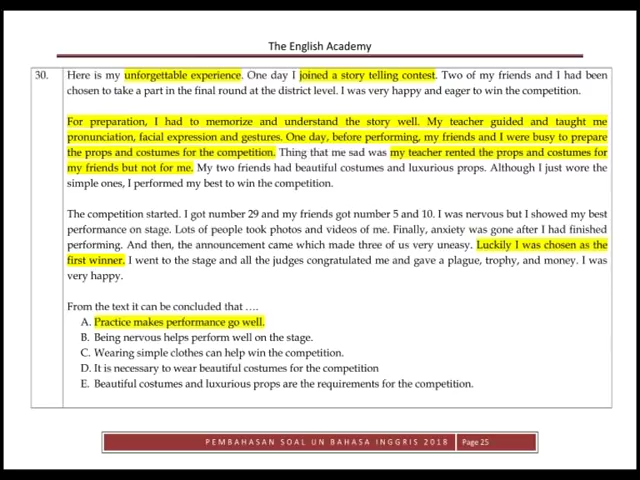 The English Academy
30. Here is my unforgettable experience. One day I joined a story telling contest. Two of my friends and I had been
chosen to take a part in the final round at the district level. I was very happy and eager to win the competition.
For preparation, I had to memorize and understand the story well. My teacher guided and taught me
pronunciation, facial expression and gestures. One day, before performing, my friends and I were busy to prepare
the props and costumes for the competition. Thing that me sad was my teacher rented the props and costumes for
my friends but not for me. My two friends had beautiful costumes and luxurious props. Although I just wore the
simple ones, I performed my best to win the competition.
The competition started. I got number 29 and my friends got number 5 and 10. I was nervous but I showed my best
performance on stage. Lots of people took photos and videos of me. Finally, anxiety was gone after I had finished
performing. And then, the announcement came which made three of us very uneasy. Luckily I was chosen as the
first winner. I went to the stage and all the judges congratulated me and gave a plague, trophy, and money. I was
very happy.
From the text it can be concluded that ….
A. Practice makes performance go well.
B. Being nervous helps perform well on the stage.
C. Wearing simple clothes can help win the competition.
D. It is necessary to wear beautiful costumes for the competition
E. Beautiful costumes and luxurious props are the requirements for the competition.
PEMBAHASAN SOAL UN BAHASA INGGRIS 2018 Page 25